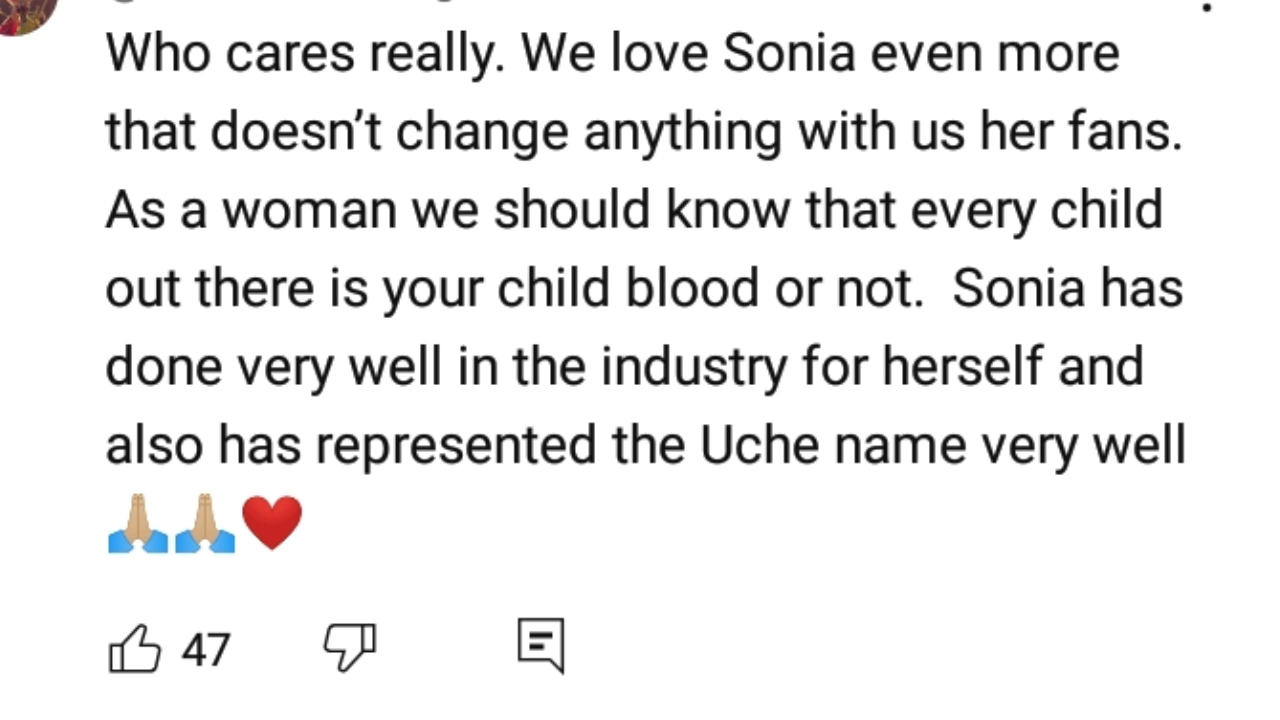 Who cares really. We love Sonia even more
that doesn’t change anything with us her fans.
As a woman we should know that every child
out there is your child blood or not.  Sonia has
done very well in the industry for herself and
also has represented the Uche name very well
🙏🏼🙏🏼❤️
47